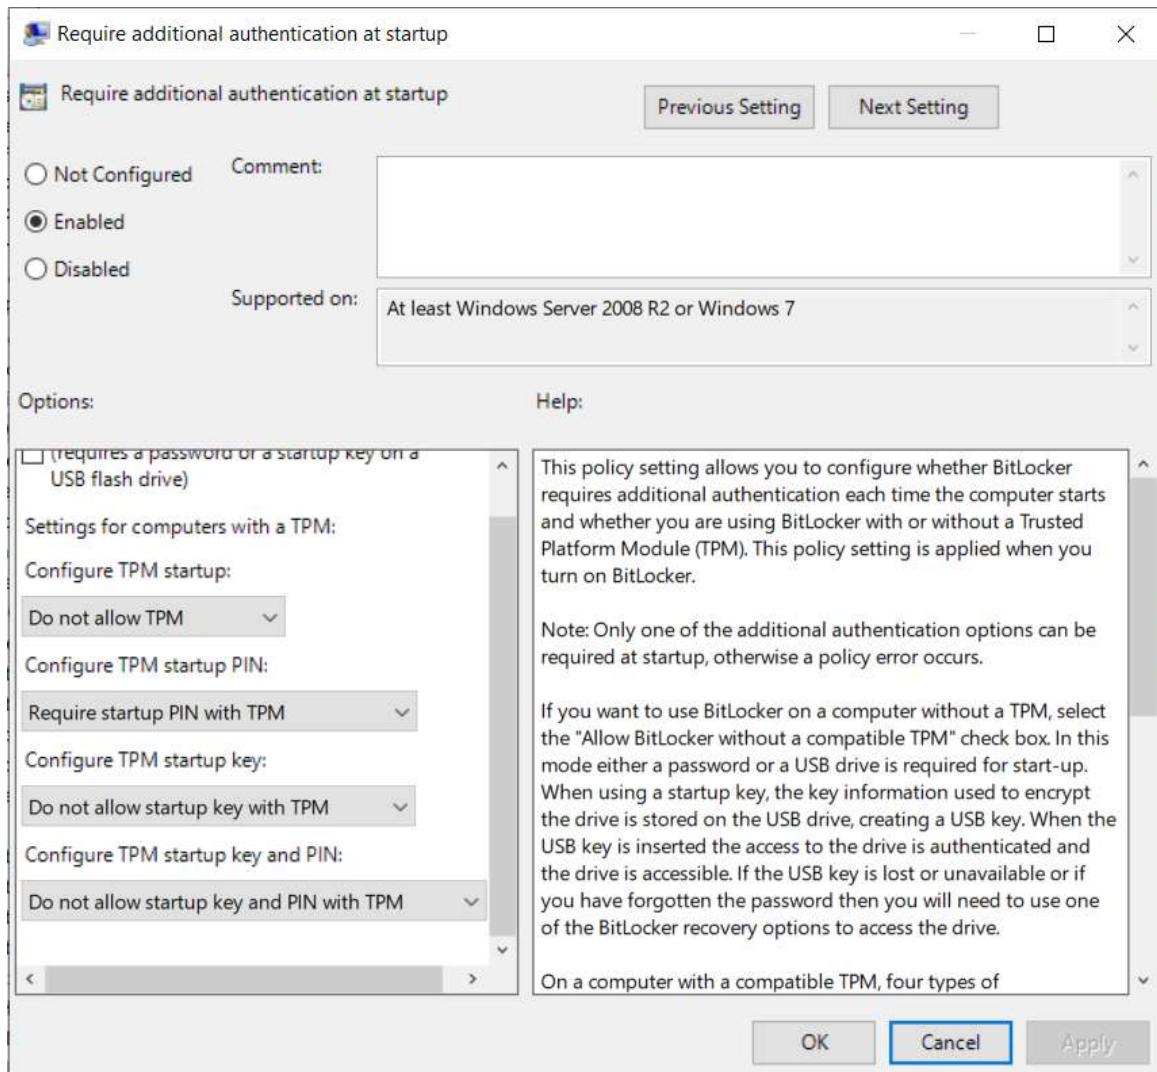 Require additional authentication at startup
Require additional authentication at startup
Previous Setting
Next Setting
Not Configured
Enabled
Disabled
Comment:
Supported on:
At least Windows Server 2008 R2 or Windows 7
Options:
Help:
(requires a password or a startup key on a
USB flash drive)
Settings for computers with a TPM:
Configure TPM startup:
Do not allow TPM
Configure TPM startup PIN:
Require startup PIN with TPM
Configure TPM startup key:
Do not allow startup key with TPM
Configure TPM startup key and PIN:
Do not allow startup key and PIN with TPM
This policy setting allows you to configure whether BitLocker
requires additional authentication each time the computer starts
and whether you are using BitLocker with or without a Trusted
Platform Module (TPM). This policy setting is applied when you
turn on BitLocker.
Note: Only one of the additional authentication options can be
required at startup, otherwise a policy error occurs.
If you want to use BitLocker on a computer without a TPM, select
the "Allow BitLocker without a compatible TPM" check box. In this
mode either a password or a USB drive is required for start-up.
When using a startup key, the key information used to encrypt
the drive is stored on the USB drive, creating a USB key. When the
USB key is inserted the access to the drive is authenticated and
the drive is accessible. If the USB key is lost or unavailable or if
you have forgotten the password then you will need to use one
of the BitLocker recovery options to access the drive.
On a computer with a compatible TPM, four types of
OK
Cancel
Apply